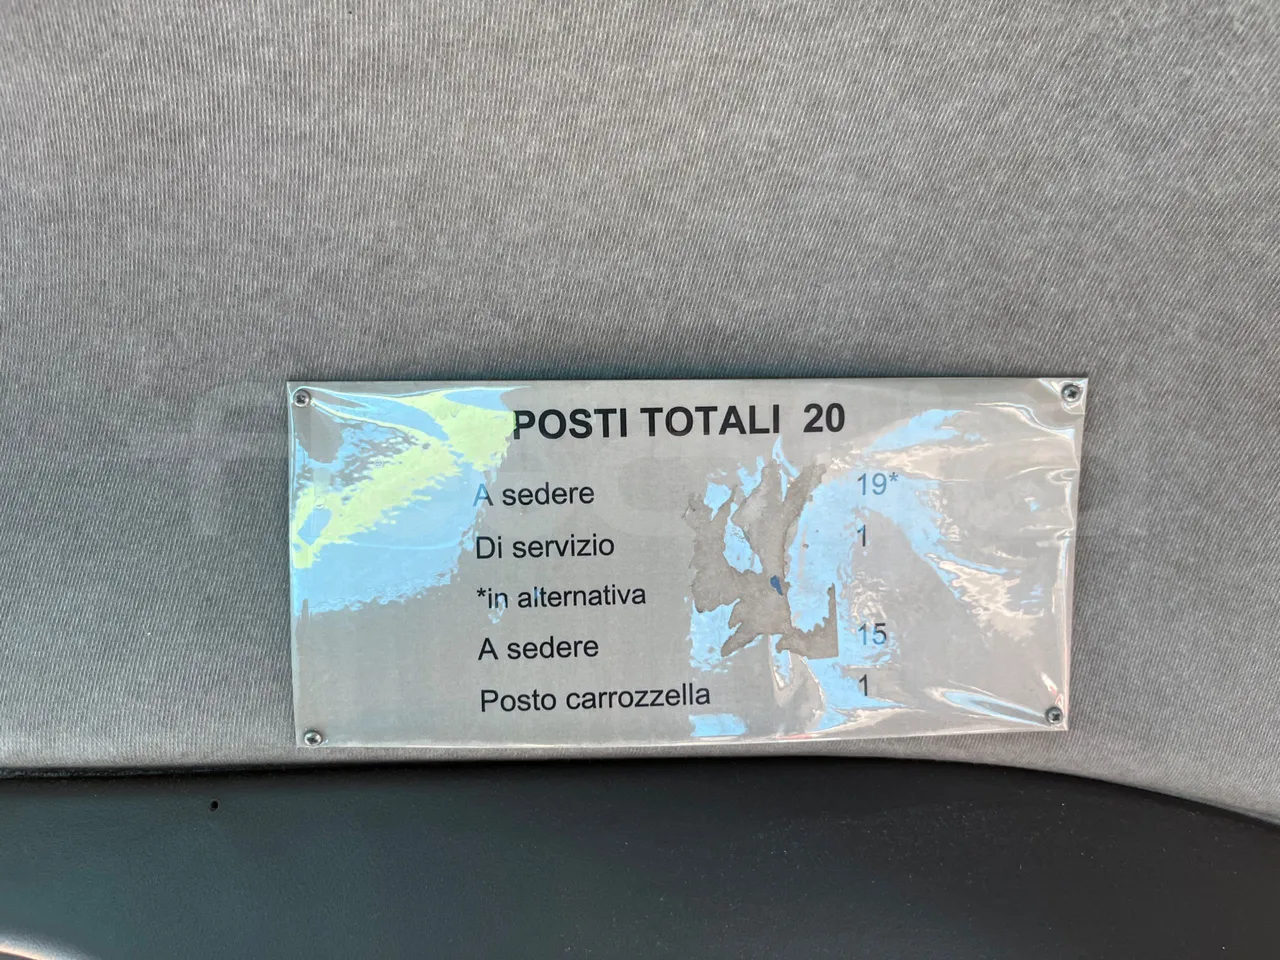 POSTI TOTALI 20
A sedere 19*
Di servizio 1
*in alternativa
A sedere 15
Posto carrozzella 1